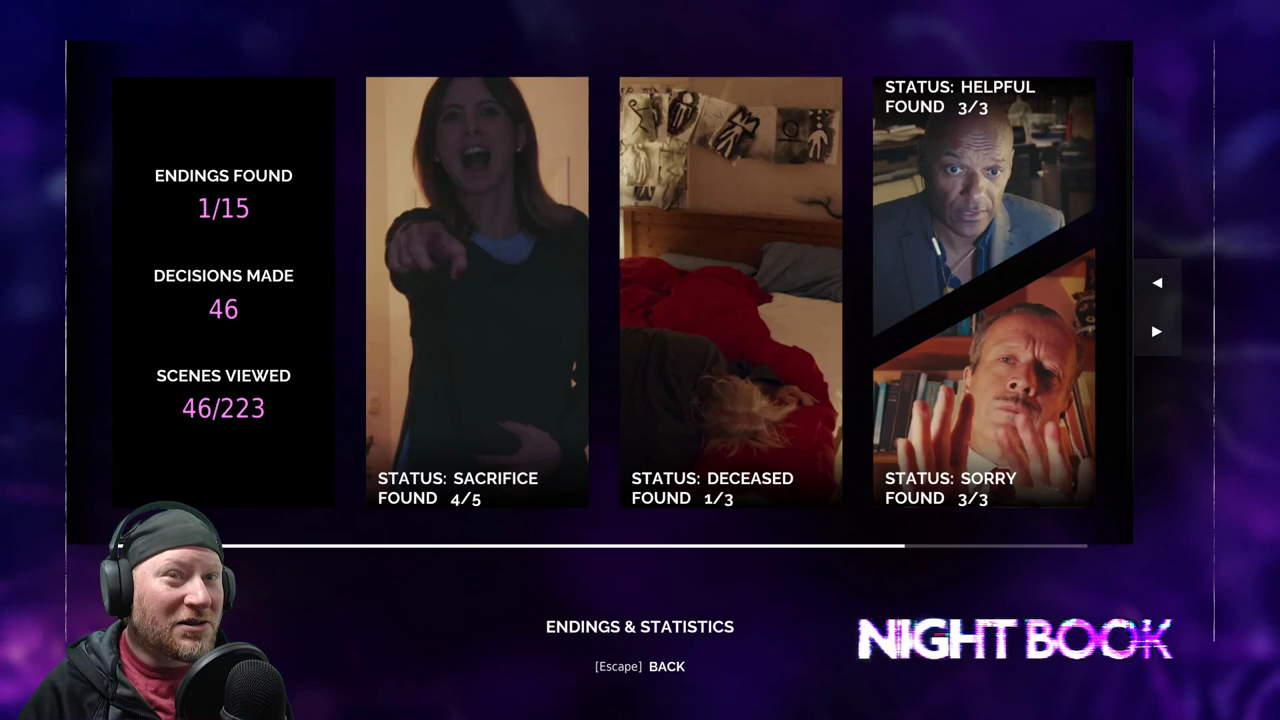 ENDINGS FOUND
1/15
DECISIONS MADE
46
SCENES VIEWED
46/223
STATUS: SACRIFICE
FOUND 4/5
STATUS: DECEASED
FOUND 1/3
STATUS: HELPFUL
FOUND 3/3
STATUS: SORRY
FOUND 3/3
ENDINGS & STATISTICS
[Escape] BACK
NIGHT BOOK